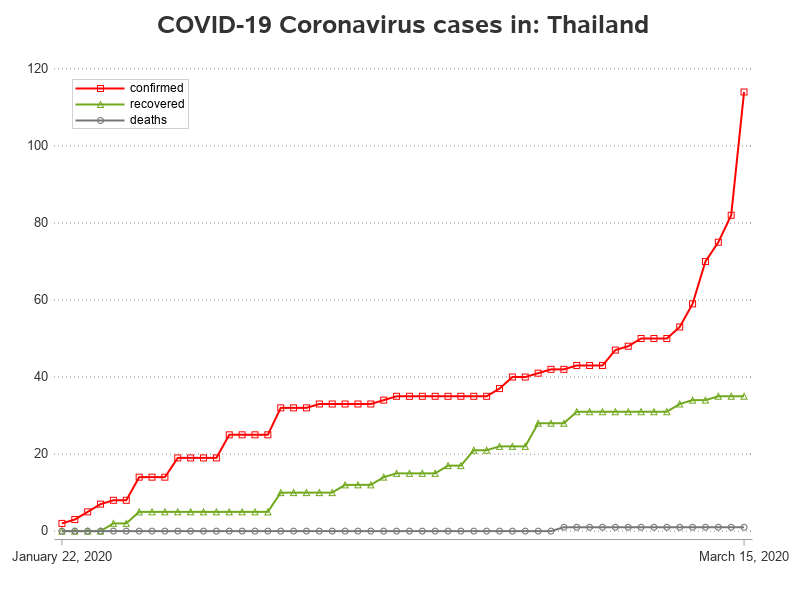 COVID-19 Coronavirus cases in: Thailand
120
confirmed
recovered
deaths
100
80
60
40
20
0
January 22, 2020
March 15, 2020